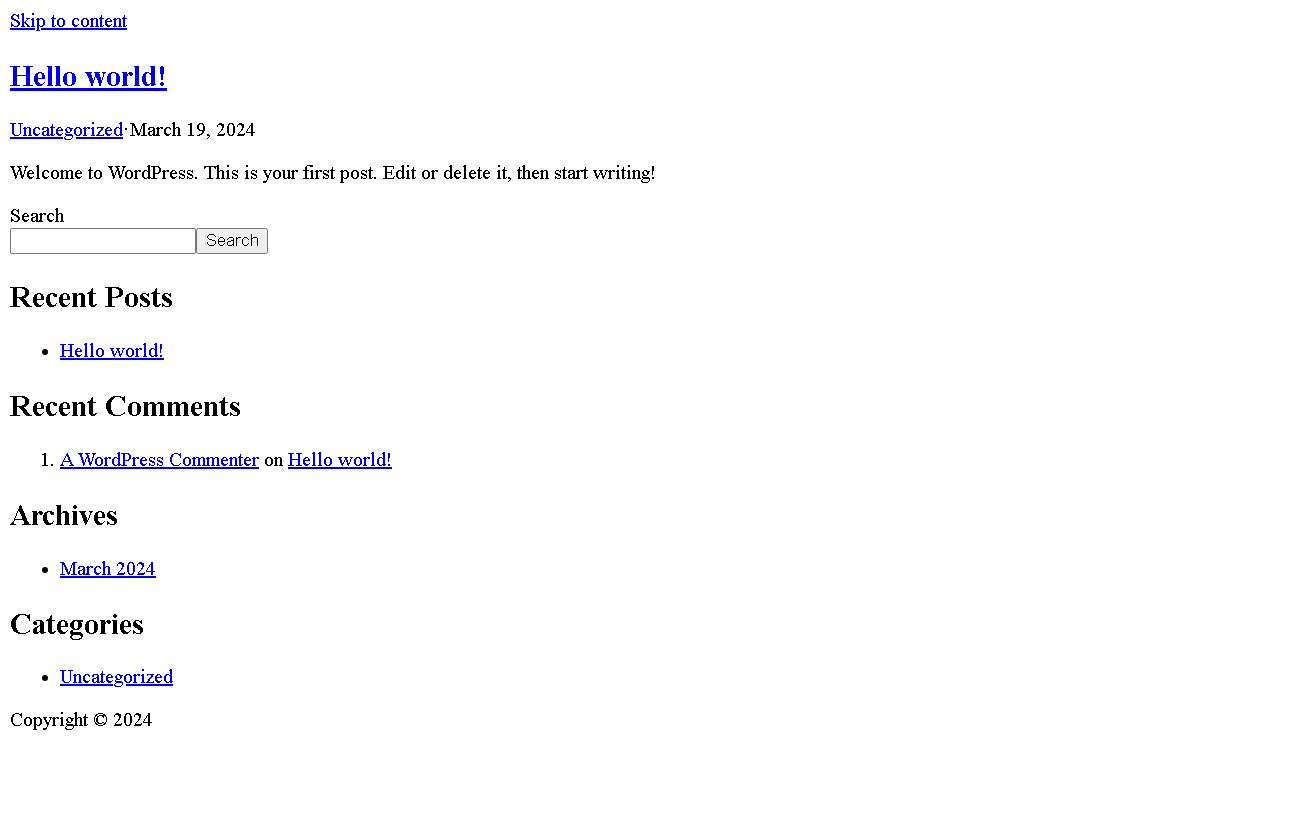 Skip to content
Hello world!
Uncategorized·March 19, 2024
Welcome to WordPress. This is your first post. Edit or delete it, then start writing!
Search
Search
Recent Posts
Hello world!
Recent Comments
1. A WordPress Commenter on Hello world!
Archives
March 2024
Categories
Uncategorized
Copyright © 2024